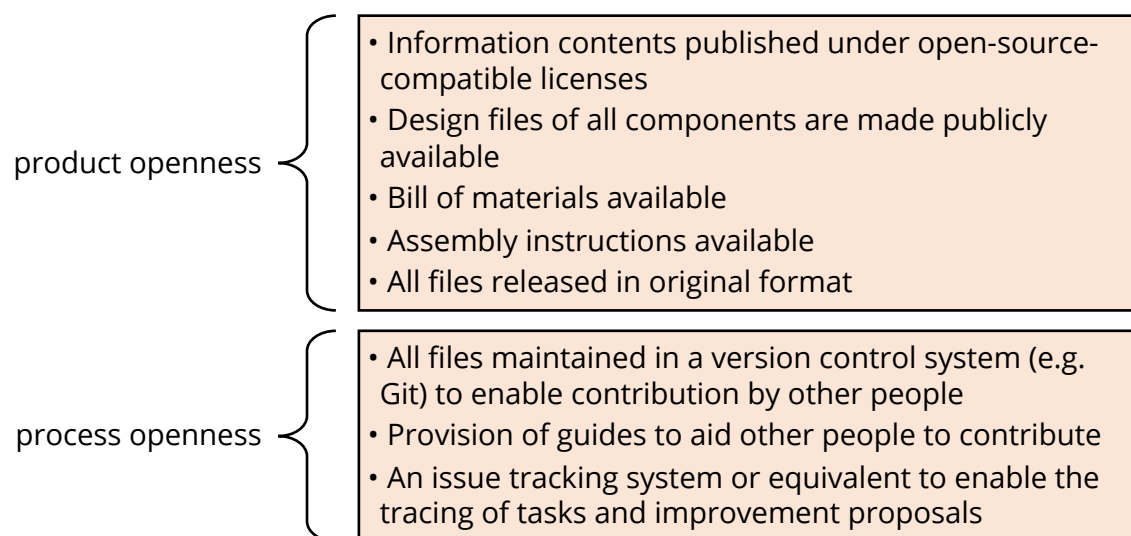 product openness
• Information contents published under open-source-
compatible licenses
• Design files of all components are made publicly
available
• Bill of materials available
• Assembly instructions available
• All files released in original format
process openness
• All files maintained in a version control system (e.g.
Git) to enable contribution by other people
• Provision of guides to aid other people to contribute
• An issue tracking system or equivalent to enable the
tracing of tasks and improvement proposals